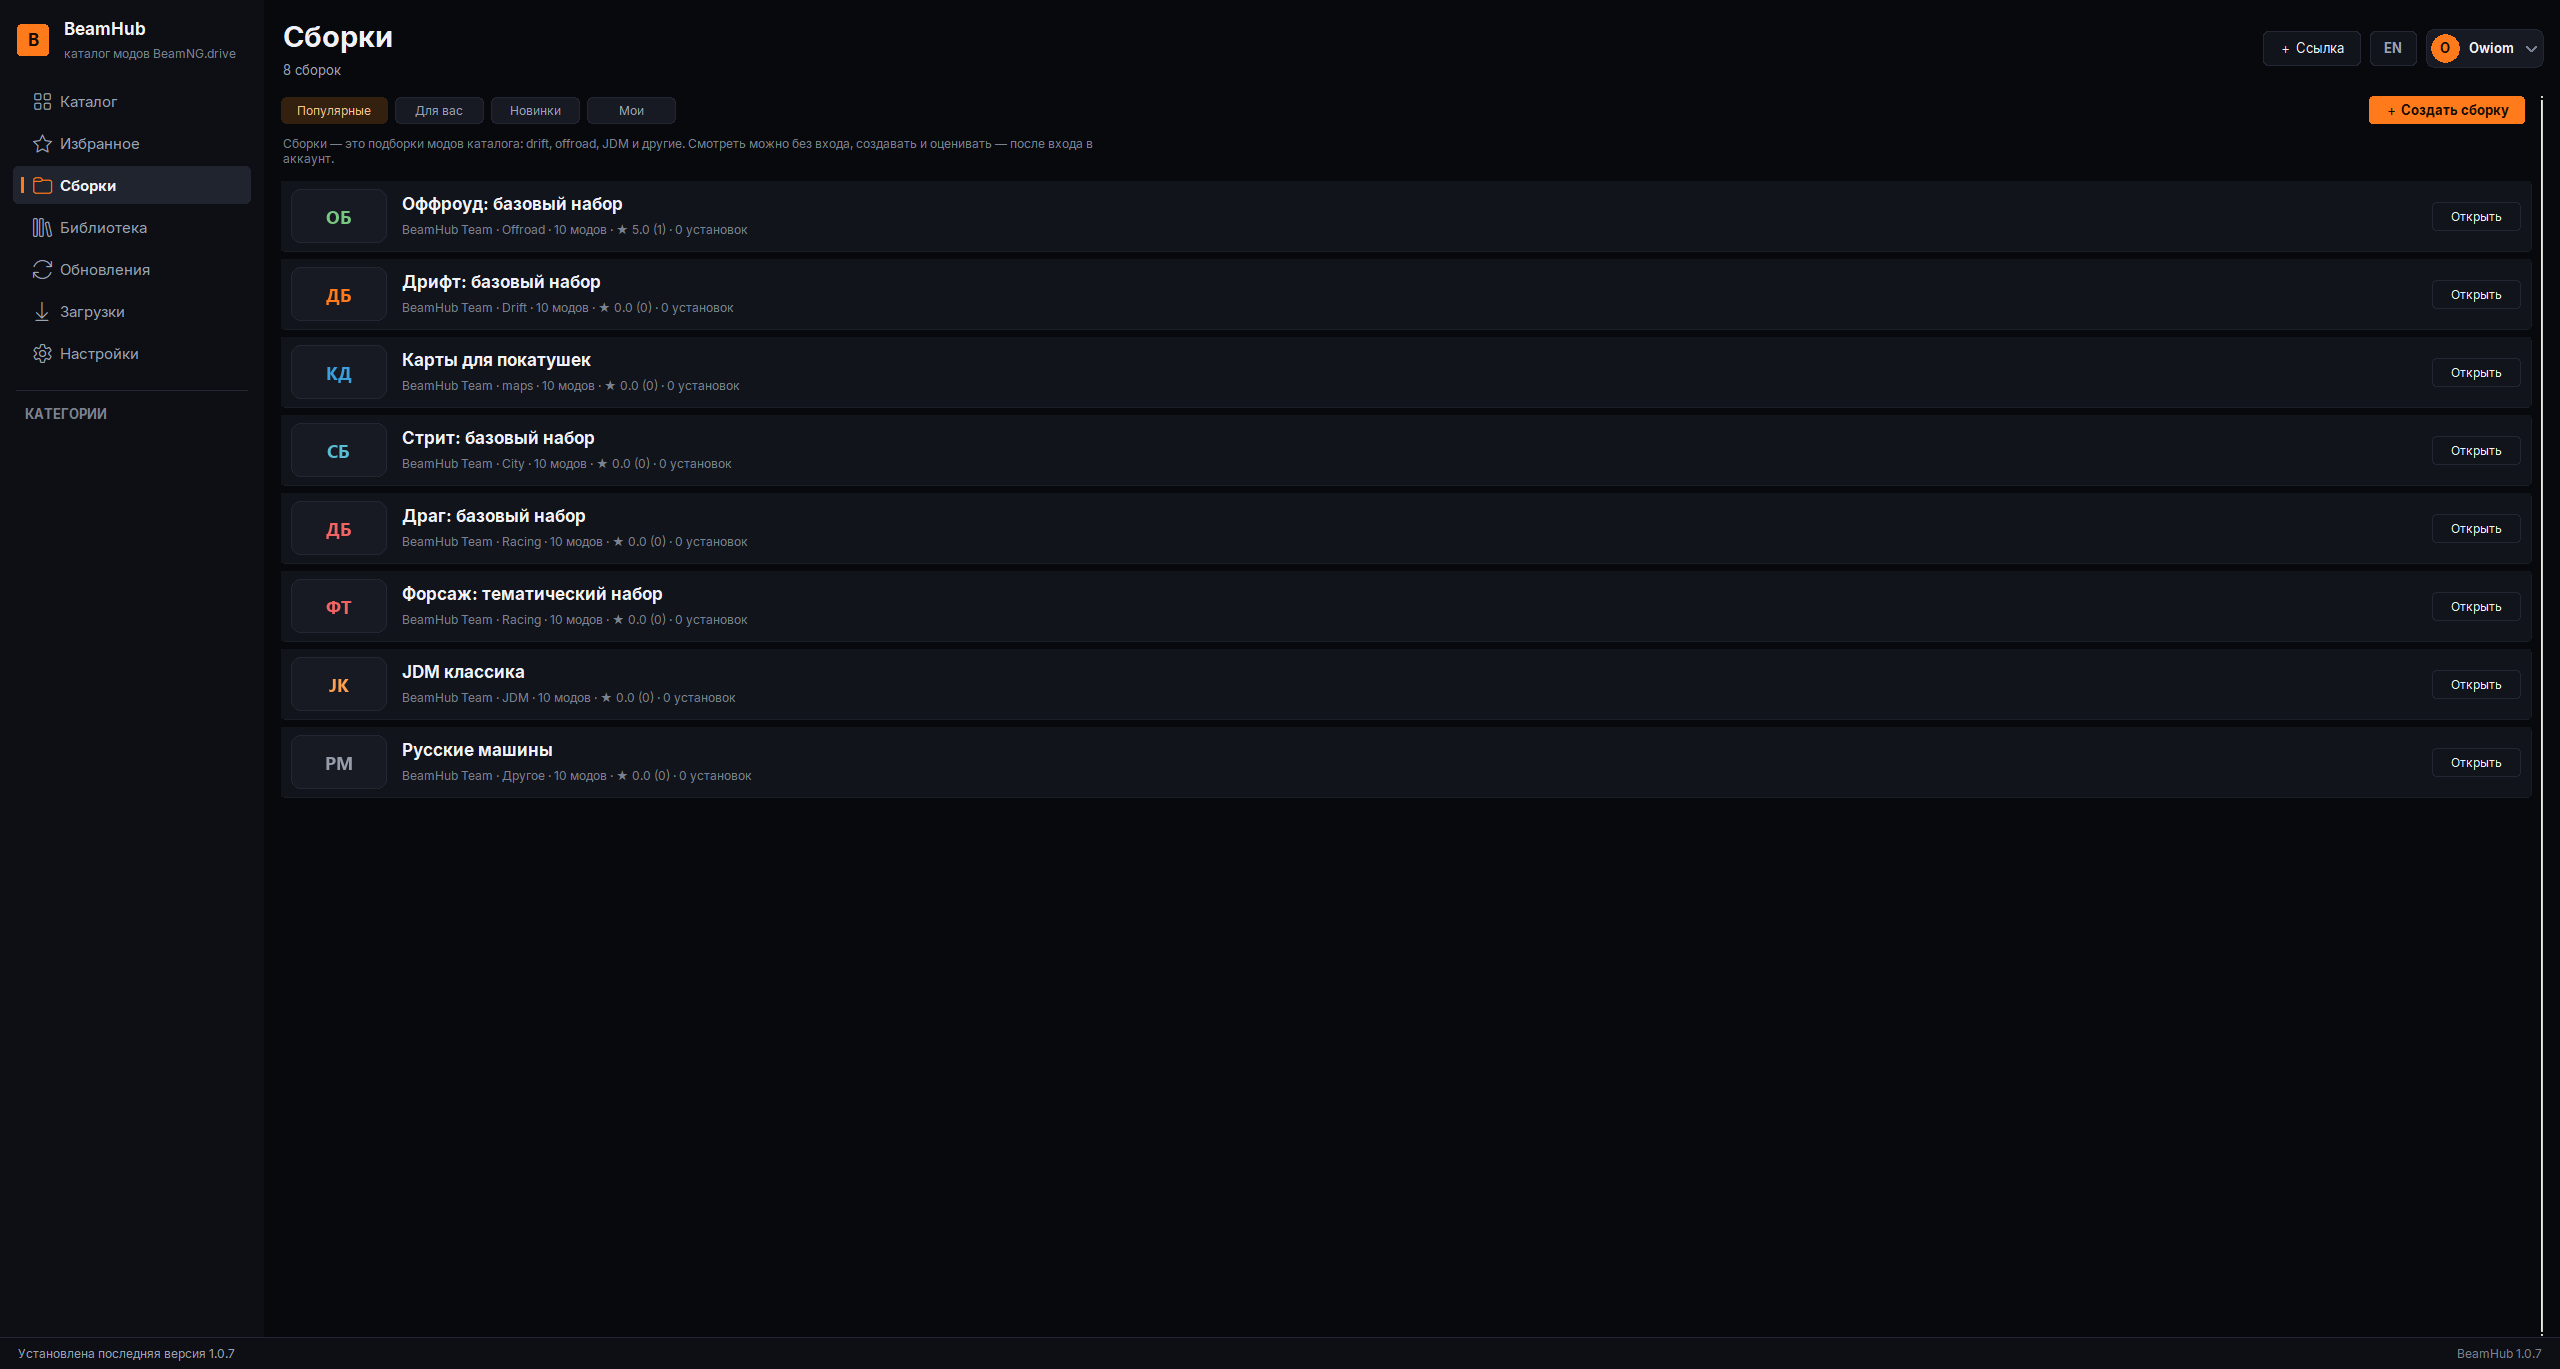 B
BeamHub
каталог модов BeamNG.drive
Каталог
Избранное
Сборки
Библиотека
Обновления
Загрузки
Настройки
КАТЕГОРИИ
Сборки
8 сборок
+ Ссылка
EN
O
Owiom
Популярные
Для вас
Новинки
Мои
+ Создать сборку
Сборки — это подборки модов каталога: drift, offroad, JDM и другие. Смотреть можно без входа, создавать и оценивать — после входа в
аккаунт.
ОБ
Оффроуд: базовый набор
BeamHub Team · Offroad · 10 модов · ★ 5.0 (1) · 0 установок
Открыть
ДБ
Дрифт: базовый набор
BeamHub Team · Drift · 10 модов · ★ 0.0 (0) · 0 установок
Открыть
КД
Карты для покатушек
BeamHub Team · maps · 10 модов · ★ 0.0 (0) · 0 установок
Открыть
СБ
Стрит: базовый набор
BeamHub Team · City · 10 модов · ★ 0.0 (0) · 0 установок
Открыть
ДБ
Драг: базовый набор
BeamHub Team · Racing · 10 модов · ★ 0.0 (0) · 0 установок
Открыть
ФТ
Форсаж: тематический набор
BeamHub Team · Racing · 10 модов · ★ 0.0 (0) · 0 установок
Открыть
JК
JDM классика
BeamHub Team · JDM · 10 модов · ★ 0.0 (0) · 0 установок
Открыть
РМ
Русские машины
BeamHub Team · Другое · 10 модов · ★ 0.0 (0) · 0 установок
Открыть
Установлена последняя версия 1.0.7
BeamHub 1.0.7